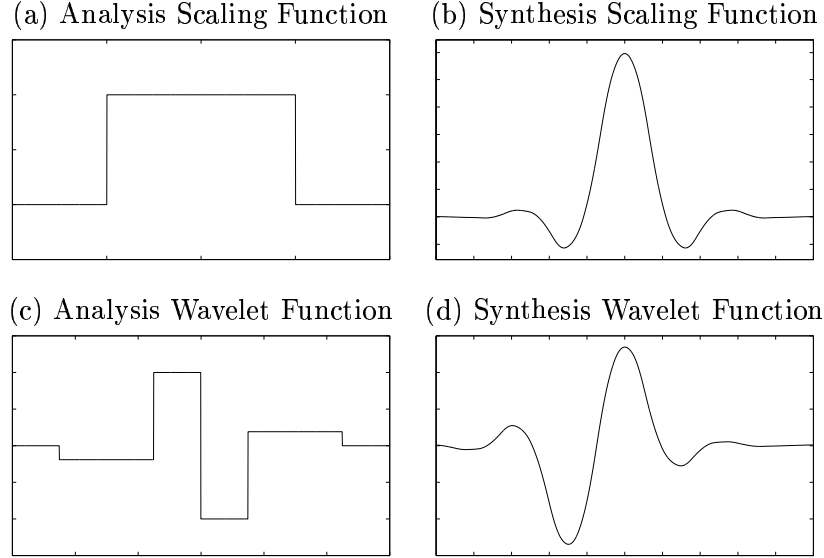 (a) Analysis Scaling Function
(b) Synthesis Scaling Function
(c) Analysis Wavelet Function
(d) Synthesis Wavelet Function